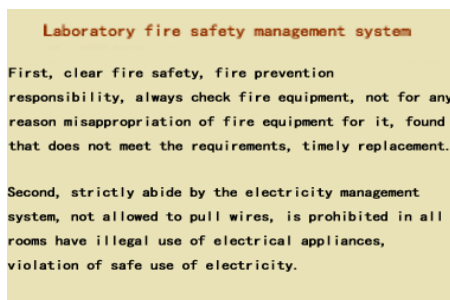 Laboratory fire safety management system
First, clear fire safety, fire prevention
responsibility, always check fire equipment, not for any
reason misappropriation of fire equipment for it, found
that does not meet the requirements, timely replacement.
Second, strictly abide by the electricity management
system, not allowed to pull wires, is prohibited in all
rooms have illegal use of electrical appliances,
violation of safe use of electricity.